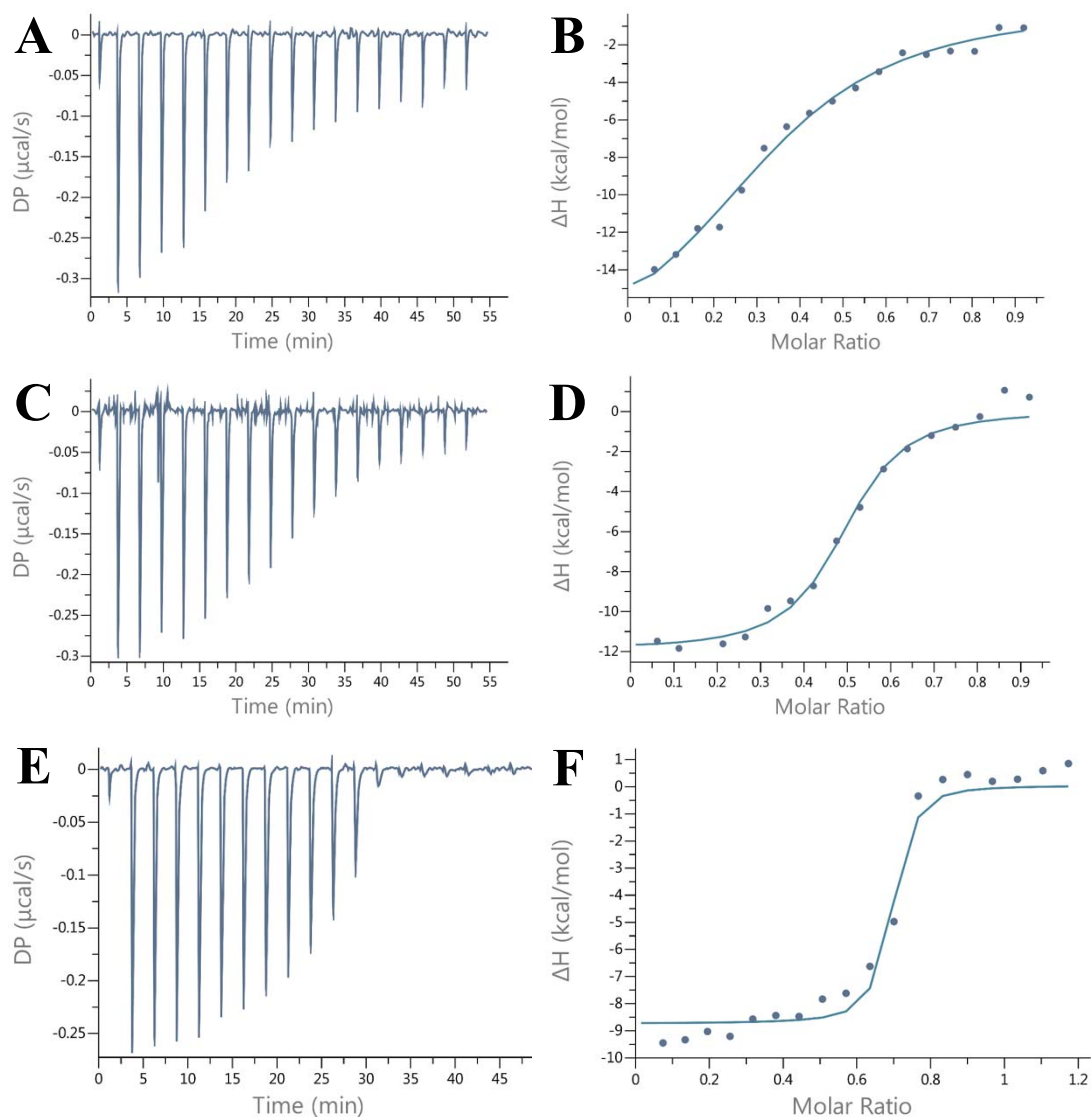 A
0
-0.05
-0.1
-0.15
-0.2
-0.25
-0.3
DP (µcal/s)
0 5 10 15 20 25 30 35 40 45 50 55
Time (min)
B
-2
-4
-6
-8
-10
-12
-14
ΔH (kcal/mol)
0 0.1 0.2 0.3 0.4 0.5 0.6 0.7 0.8 0.9
Molar Ratio
C
0
-0.05
-0.1
-0.15
-0.2
-0.25
-0.3
DP (µcal/s)
0 5 10 15 20 25 30 35 40 45 50 55
Time (min)
D
0
-2
-4
-6
-8
-10
-12
ΔH (kcal/mol)
0 0.1 0.2 0.3 0.4 0.5 0.6 0.7 0.8 0.9
Molar Ratio
E
0
-0.05
-0.1
-0.15
-0.2
-0.25
DP (µcal/s)
0 5 10 15 20 25 30 35 40 45
Time (min)
F
1
0
-1
-2
-3
-4
-5
-6
-7
-8
-9
-10
ΔH (kcal/mol)
0 0.2 0.4 0.6 0.8 1 1.2
Molar Ratio